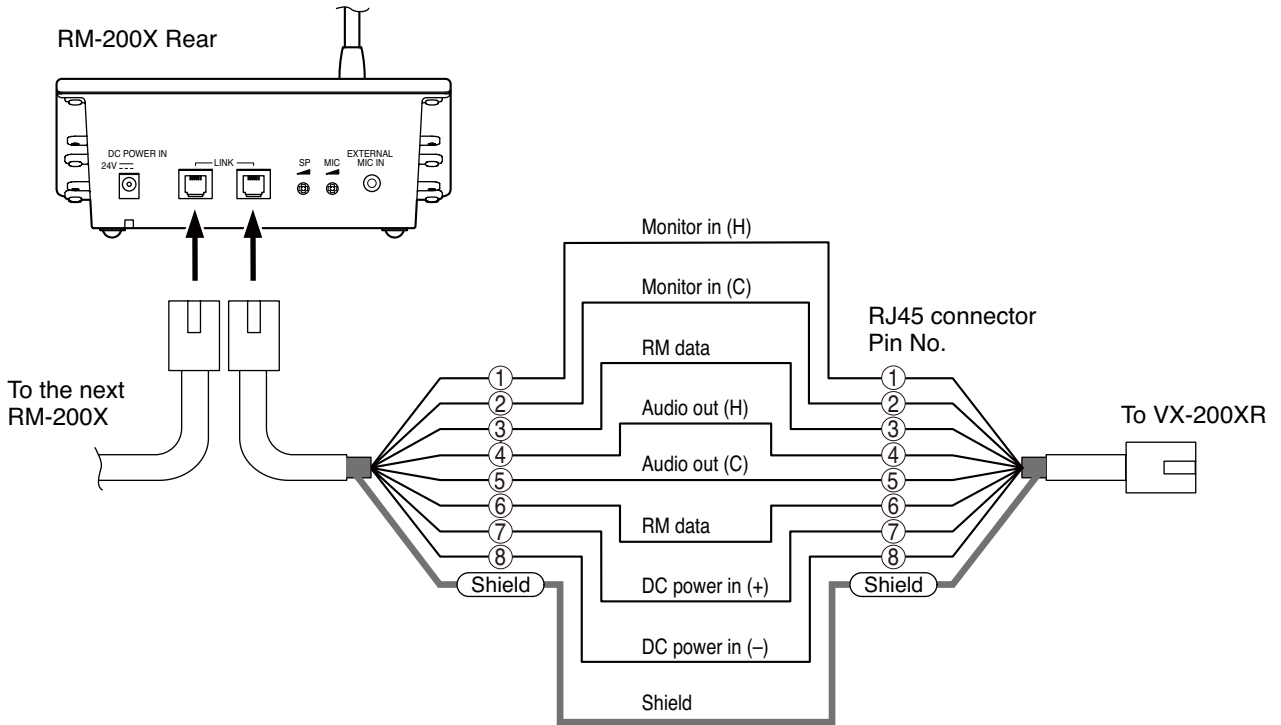 RM-200X Rear
DC POWER IN
24V
LINK
SP
MIC
EXTERNAL
MIC IN
To the next
RM-200X
Monitor in (H)
Monitor in (C)
RM data
Audio out (H)
Audio out (C)
RM data
DC power in (+)
DC power in (–)
Shield
1
2
3
4
5
6
7
8
Shield
RJ45 connector
Pin No.
1
2
3
4
5
6
7
8
Shield
To VX-200XR